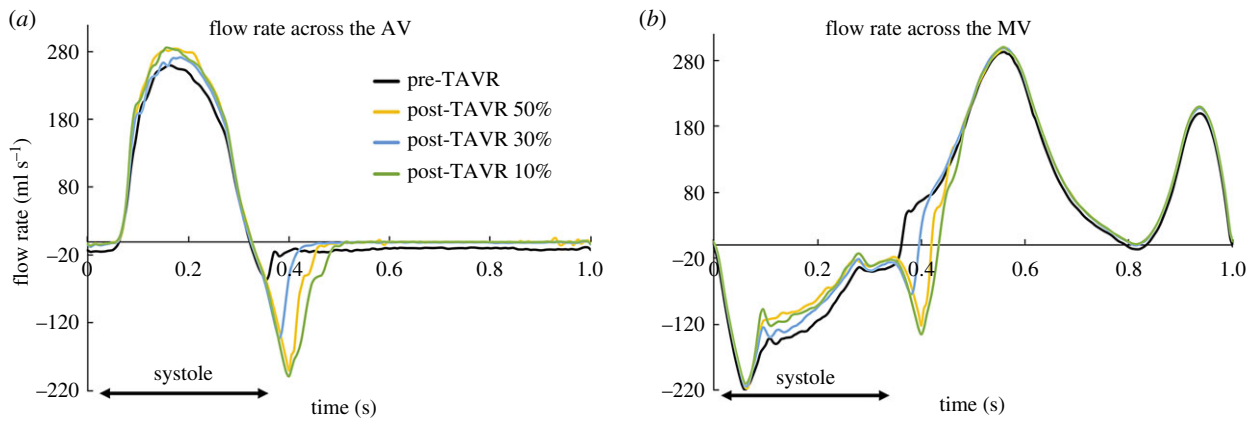 (a)
flow rate across the AV
280
180
80
–20
–120
–220
flow rate (ml s–1)
0
0.2
0.4
0.6
0.8
1.0
pre-TAVR
post-TAVR 50%
post-TAVR 30%
post-TAVR 10%
systole
time (s)
(b)
flow rate across the MV
280
180
80
–20
–120
–220
0
0.2
0.4
0.6
0.8
1.0
systole
time (s)